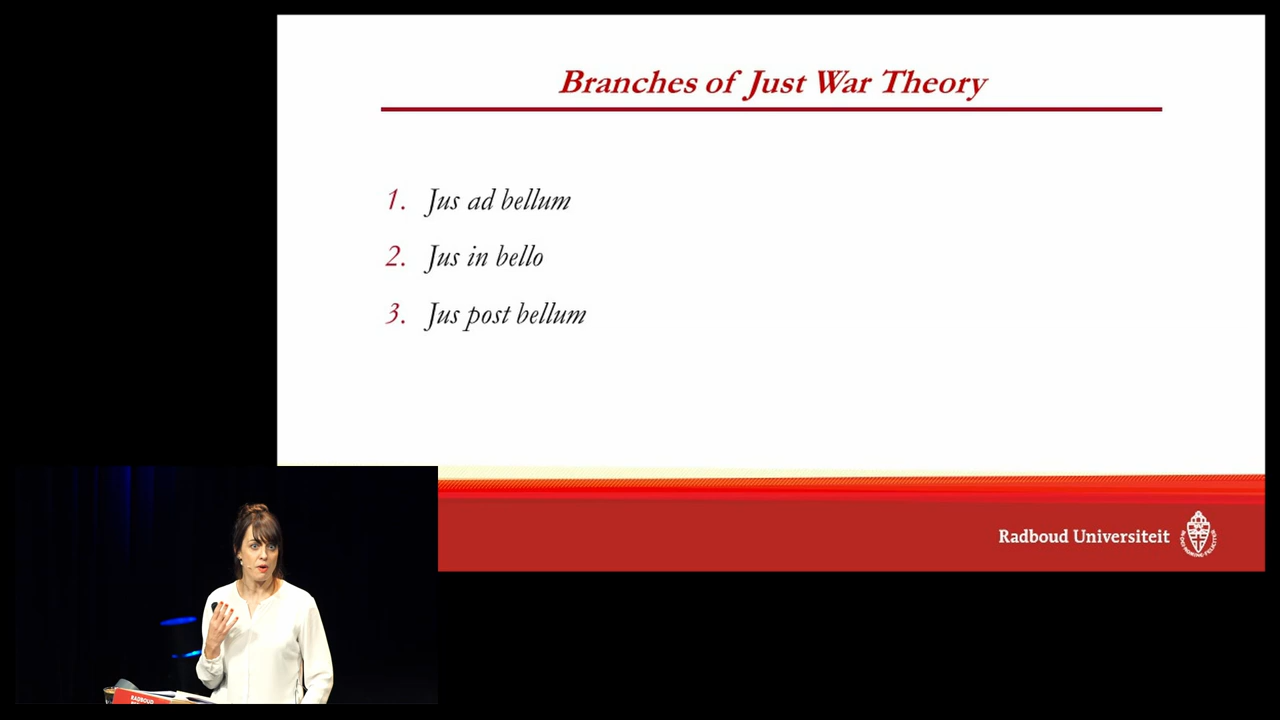 Branches of Just War Theory
1. Jus ad bellum
2. Jus in bello
3. Jus post bellum
Radboud Universiteit
RADBOUD